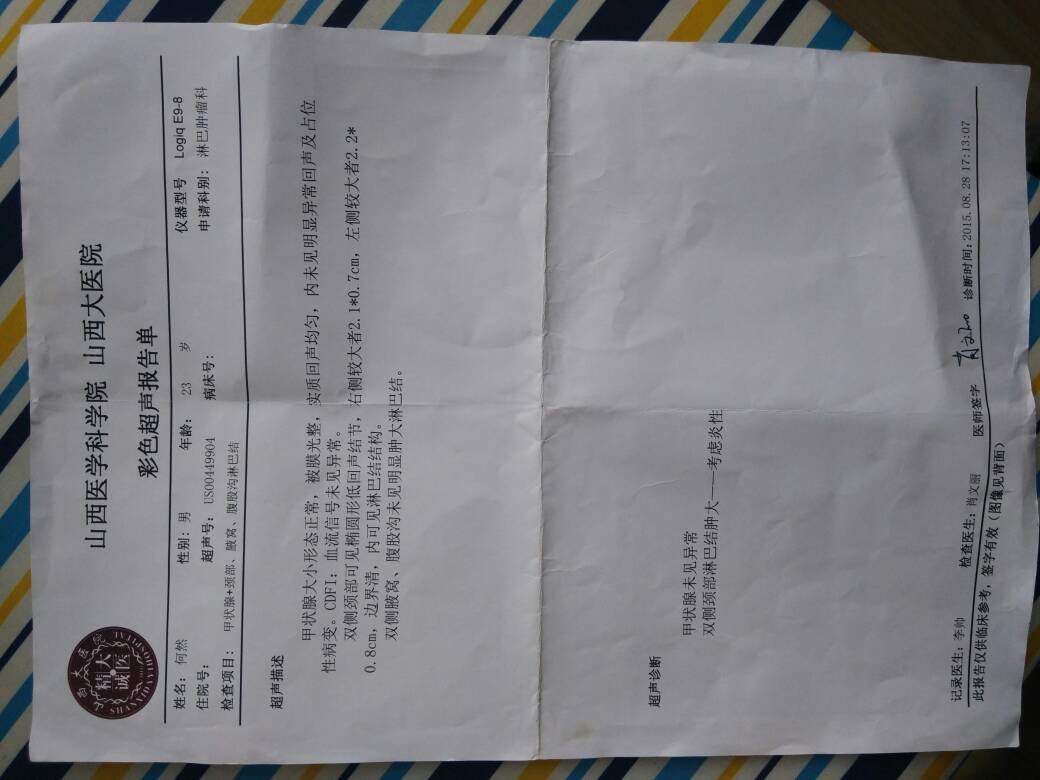 山西医学科学院 山西大医院
彩色超声报告单
姓名：何然 性别：男 年龄： 23 岁 仪器型号 Logiq E9-8
住院号： 超声号：US00449904 病床号： 申请科别：淋巴肿瘤科
检查项目： 甲状腺+颈部、腋窝、腹股沟淋巴结
超声描述
甲状腺大小形态正常，被膜光整，实质回声均匀，内未见明显异常回声及占位
性病变。CDFI：血流信号未见异常。
双侧颈部可见椭圆形低回声结节，右侧较大者2.1*0.7cm，左侧较大者2.2*
0.8cm，边界清，内可见淋巴结结构。
双侧腋窝、腹股沟未见明显肿大淋巴结。
超声诊断
甲状腺未见异常
双侧颈部淋巴结肿大——考虑炎性
记录医生：李帅 检查医生：肖文丽 医师签字 诊断时间：2015.08.28 17:13:07
此报告仅供临床参考，签字有效（图像见背面）
大医院
精大
诚医
SHANXIDAYIHOSPITAL